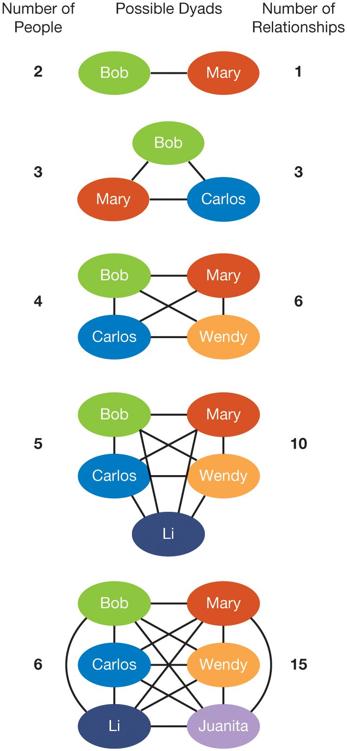 Number of People
Possible Dyads
Number of Relationships
2
Bob
Mary
1
Bob
3
3
Mary
Carlos
Bob
Mary
4
6
Carlos
Wendy
Bob
Mary
5
10
Carlos
Wendy
Li
Bob
Mary
6
Carlos
Wendy
15
Li
Juanita